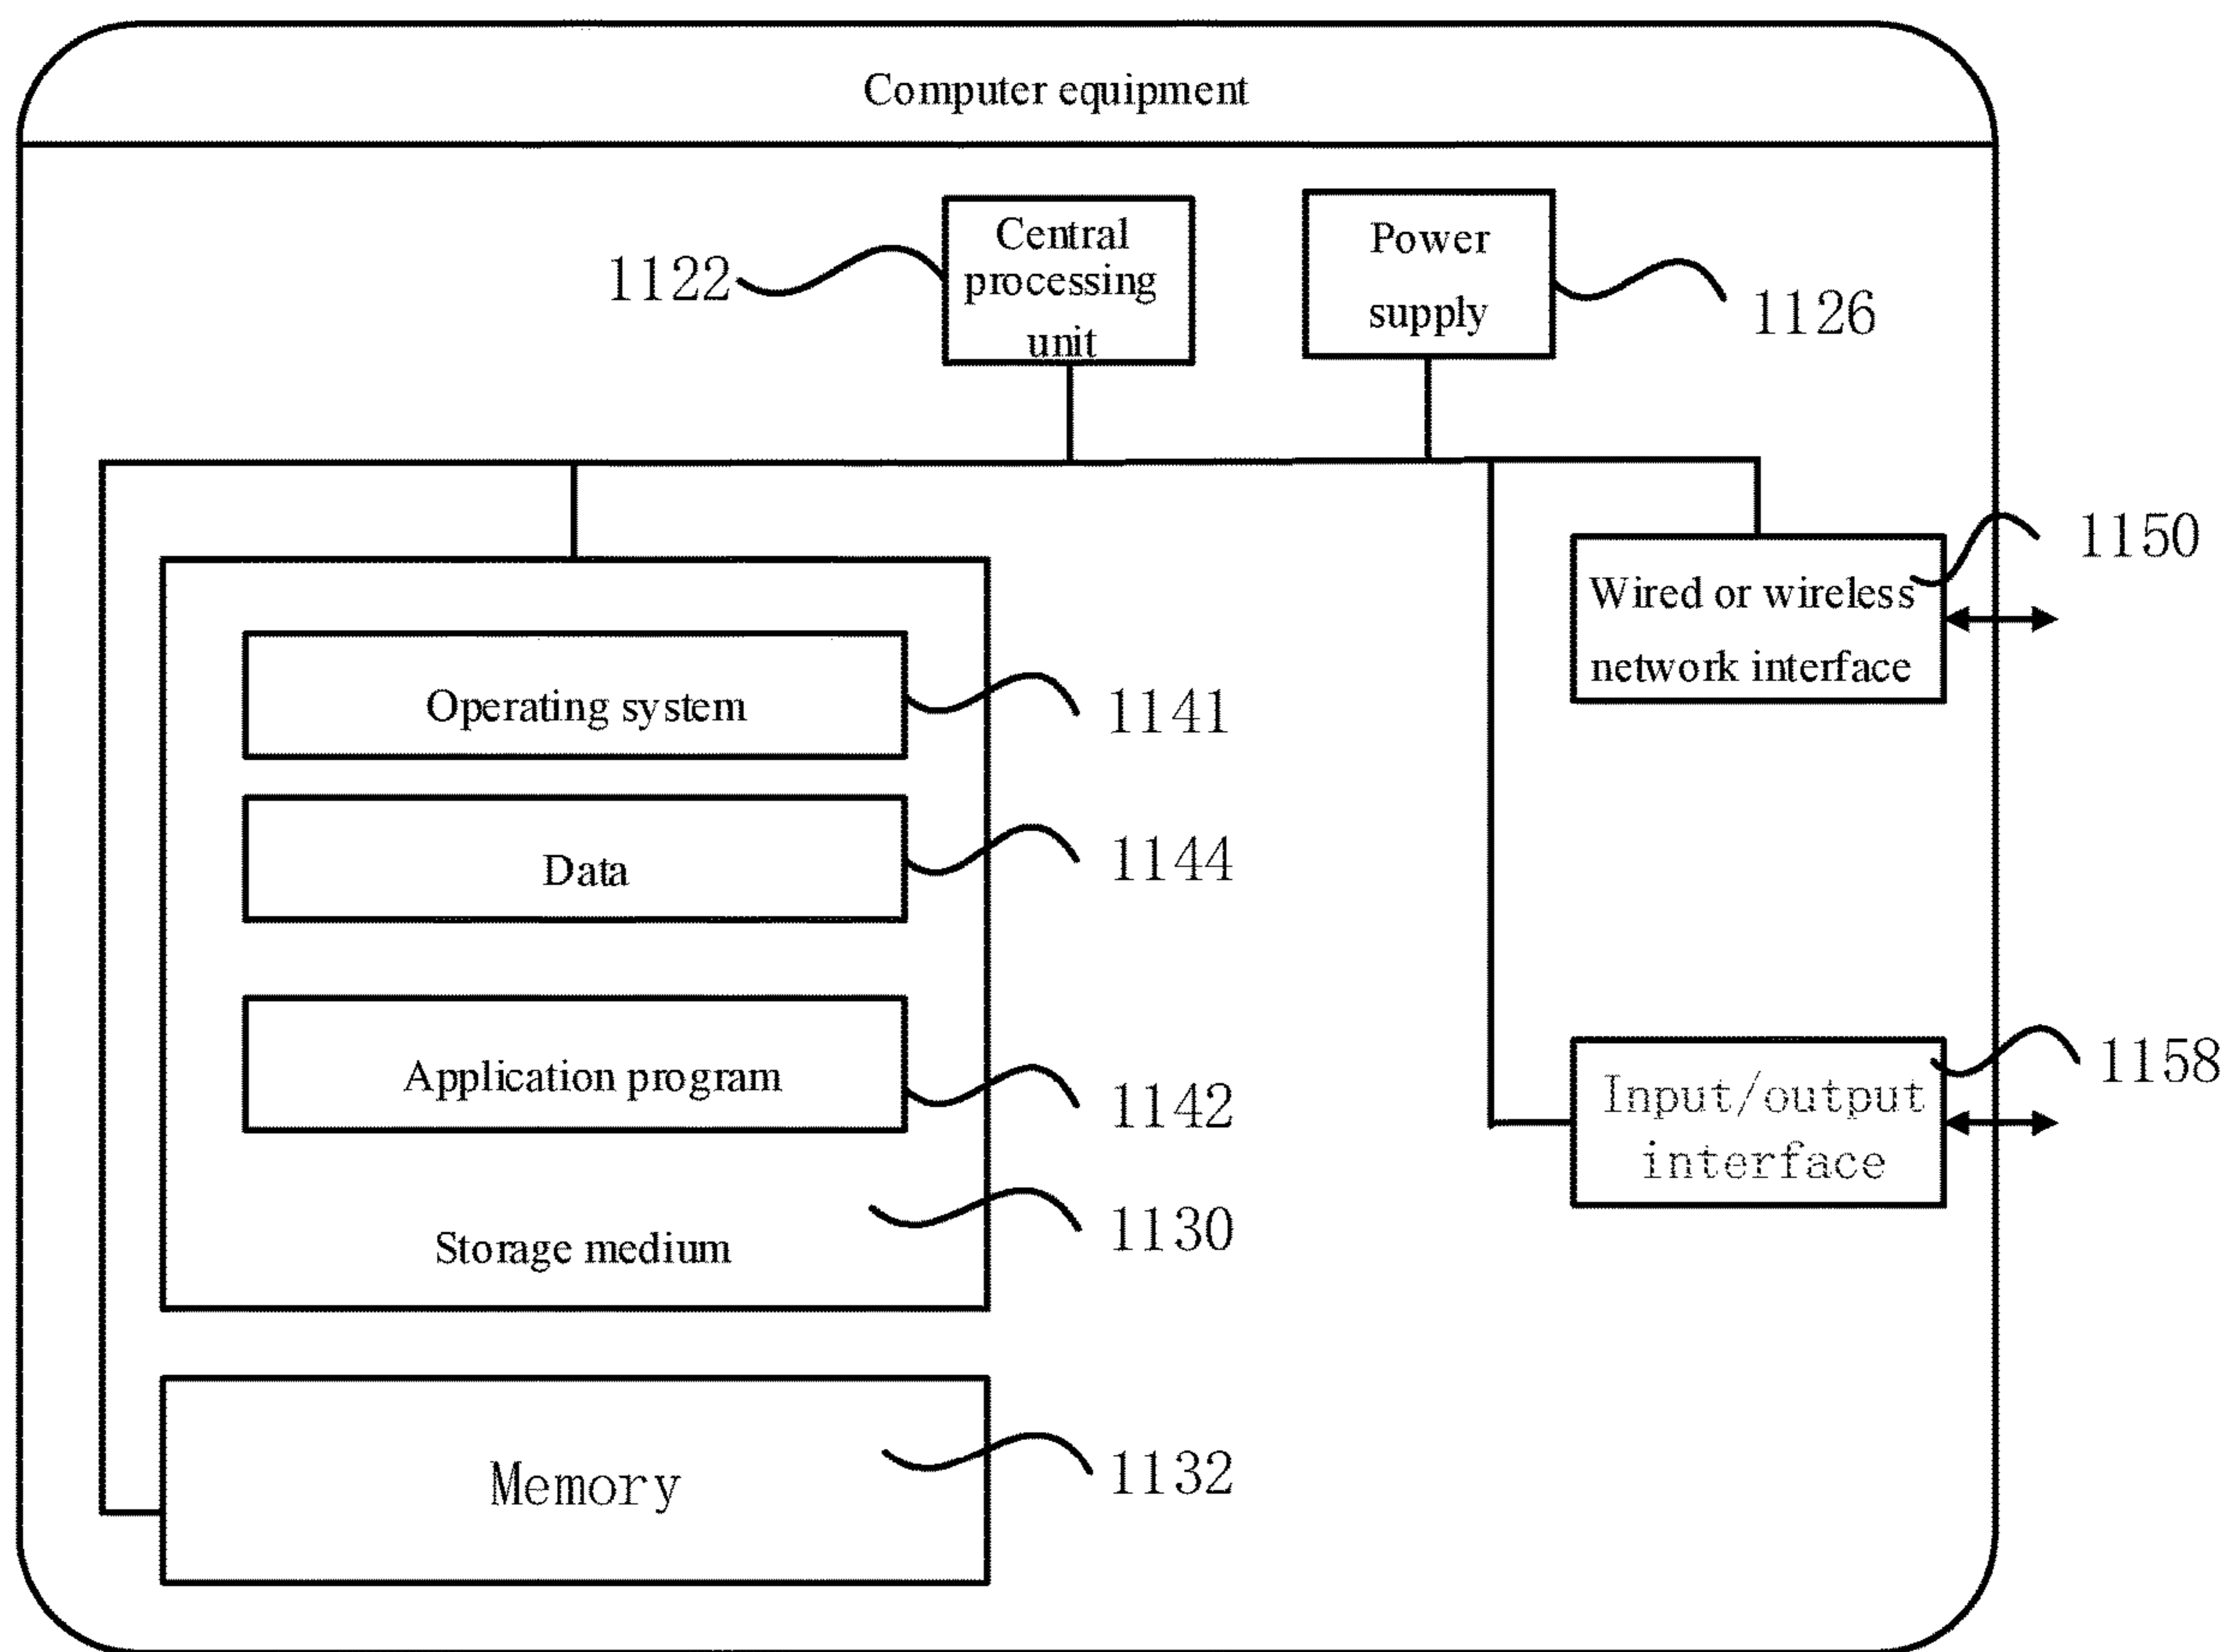 Computer equipment
1122
Central
processing
unit
Power
supply
1126
1150
Wired or wireless
network interface
Operating system
1141
Data
1144
Application program
1142
1158
Input/output
interface
Storage medium
1130
Memory
1132